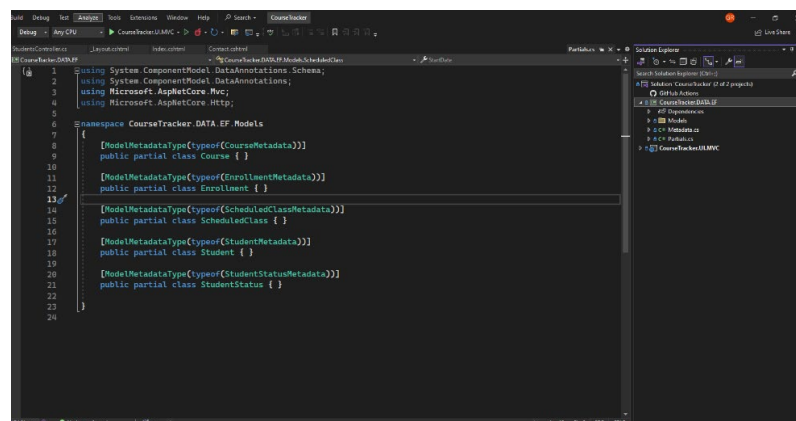 Build Debug Test Analyze Tools Extensions Window Help Search CourseTracker
Debug Any CPU CourseTracker.UI.MVC Live Share
StudentsController.cs _Layout.cshtml Index.cshtml Contact.cshtml Partials.cs
CourseTracker.DATA.EF CourseTracker.DATA.EF.Models.ScheduledClass StartDate
1 using System.ComponentModel.DataAnnotations.Schema;
2 using System.ComponentModel.DataAnnotations;
3 using Microsoft.AspNetCore.Mvc;
4 using Microsoft.AspNetCore.Http;
5
6 namespace CourseTracker.DATA.EF.Models
7 {
8 [ModelMetadataType(typeof(CourseMetadata))]
9 public partial class Course { }
10
11 [ModelMetadataType(typeof(EnrollmentMetadata))]
12 public partial class Enrollment { }
13
14 [ModelMetadataType(typeof(ScheduledClassMetadata))]
15 public partial class ScheduledClass { }
16
17 [ModelMetadataType(typeof(StudentMetadata))]
18 public partial class Student { }
19
20 [ModelMetadataType(typeof(StudentStatusMetadata))]
21 public partial class StudentStatus { }
22
23 }
24
Solution Explorer
Search Solution Explorer (Ctrl+;)
Solution 'CourseTracker' (2 of 2 projects)
GitHub Actions
CourseTracker.DATA.EF
Dependencies
Models
C# Metadata.cs
C# Partials.cs
CourseTracker.UI.MVC